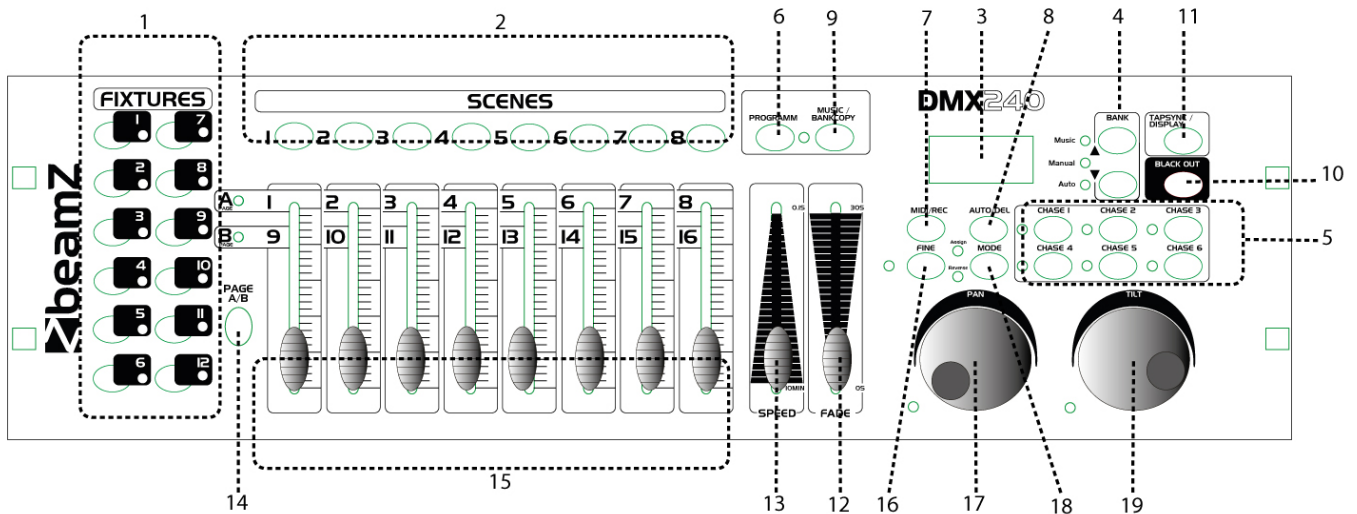 1
2
6
9
7
3
8
4
11
FIXTURES
SCENES
DMX240
1
2
3
4
5
6
7
8
PROGRAMM
MUSIC /
BANKCOPY
BANK
TAPSYNC /
DISPLAY
Music
Manual
Auto
BLACK OUT
10
1
7
2
8
3
9
4
10
5
11
6
12
beamZ
A
PAGE
B
PAGE
PAGE
A/B
1
2
3
4
5
6
7
8
9
10
11
12
13
14
15
16
0.1S
30S
10MIN
0S
SPEED
FADE
MIDI/REC
AUTO/DEL
CHASE 1
CHASE 2
CHASE 3
Assign
FINE
MODE
CHASE 4
CHASE 5
CHASE 6
Reverse
5
PAN
TILT
14
15
13
12
16
17
18
19